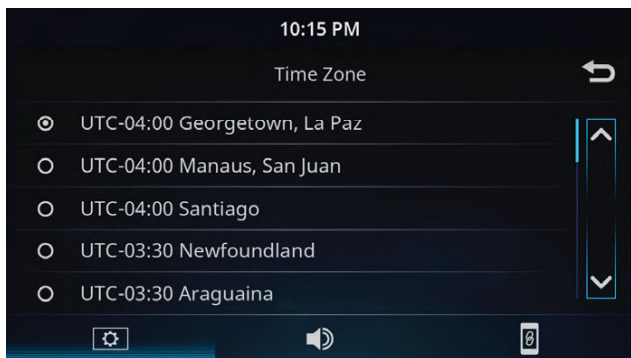 10:15 PM
Time Zone
UTC-04:00 Georgetown, La Paz
UTC-04:00 Manaus, San Juan
UTC-04:00 Santiago
UTC-03:30 Newfoundland
UTC-03:30 Araguaina